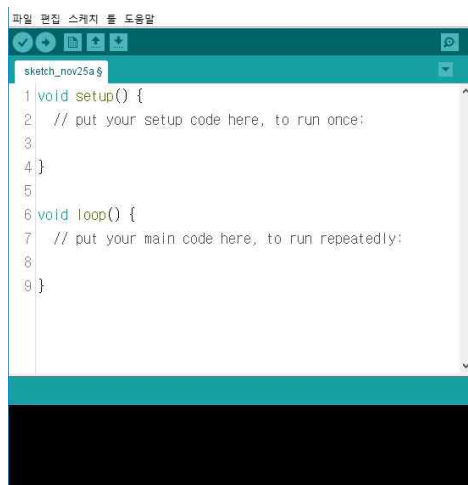 파일 편집 스케치 툴 도움말
sketch_nov25a §
1 void setup() {
2 // put your setup code here, to run once:
3
4 }
5
6 void loop() {
7 // put your main code here, to run repeatedly:
8
9 }